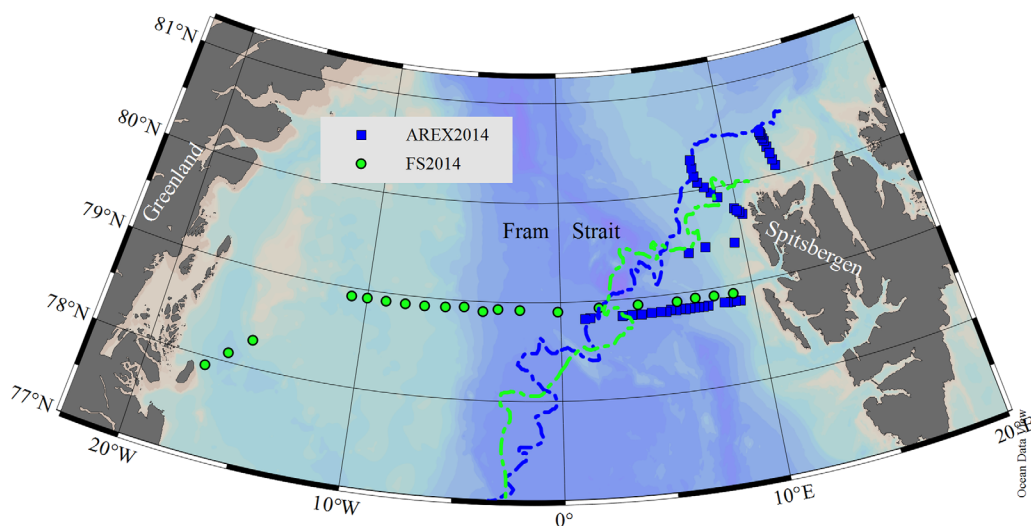 81°N
80°N
79°N
78°N
77°N
20°W
10°W
0°
10°E
20°E
AREX2014
FS2014
Greenland
Fram Strait
Spitsbergen
Ocean Data View